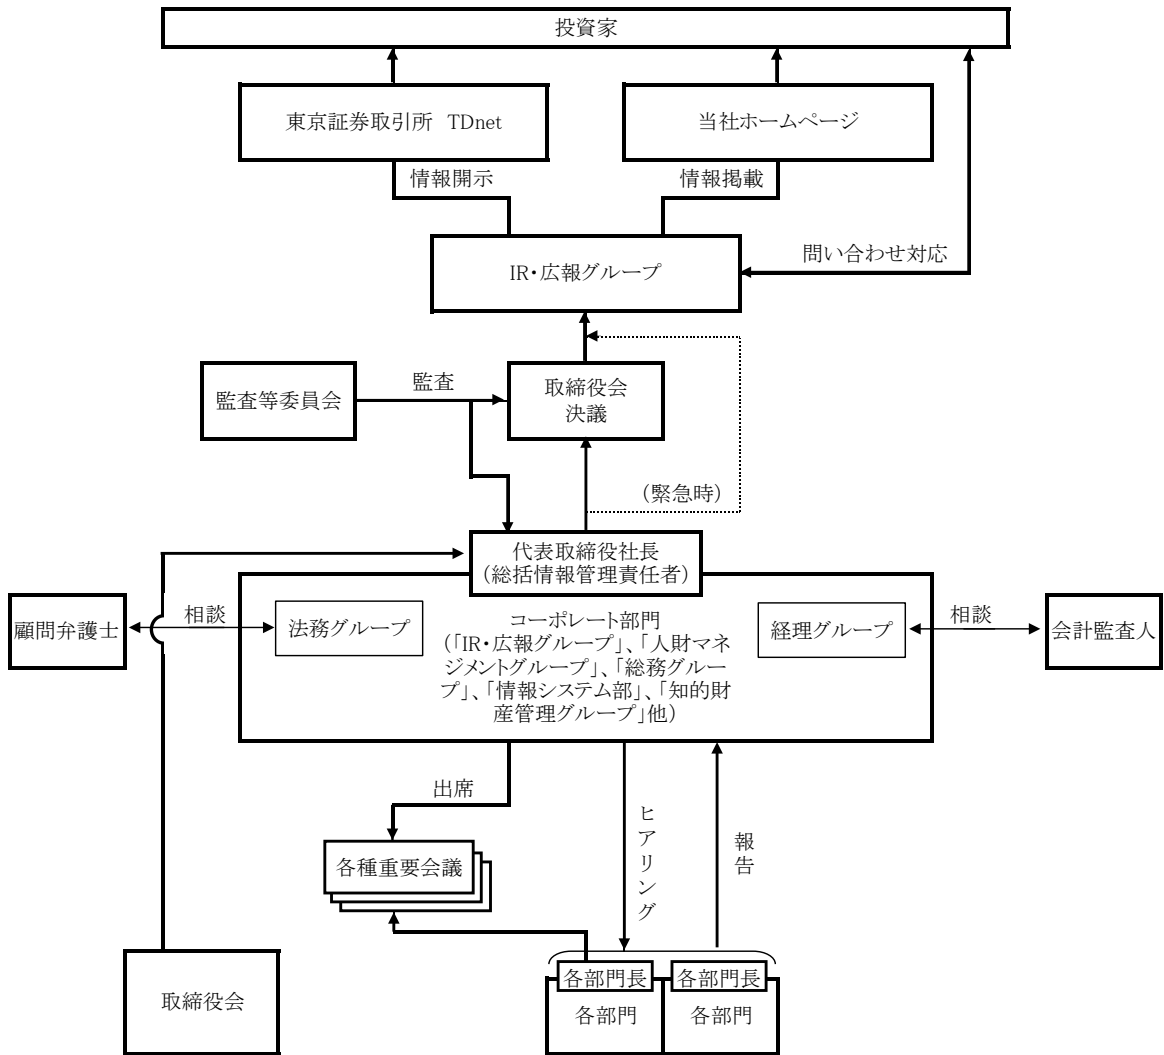 投資家
東京証券取引所 TDnet
当社ホームページ
情報開示
情報掲載
IR・広報グループ
問い合わせ対応
監査等委員会
監査
取締役会
決議
（緊急時）
代表取締役社長
（総括情報管理責任者）
顧問弁護士
相談
法務グループ
コーポレート部門
（「IR・広報グループ」、「人財マネ
ジメントグループ」、「総務グルー
プ」、「情報システム部」、「知的財
産管理グループ」他）
経理グループ
相談
会計監査人
出席
ヒアリング
報告
各種重要会議
取締役会
各部門長
各部門長
各部門
各部門